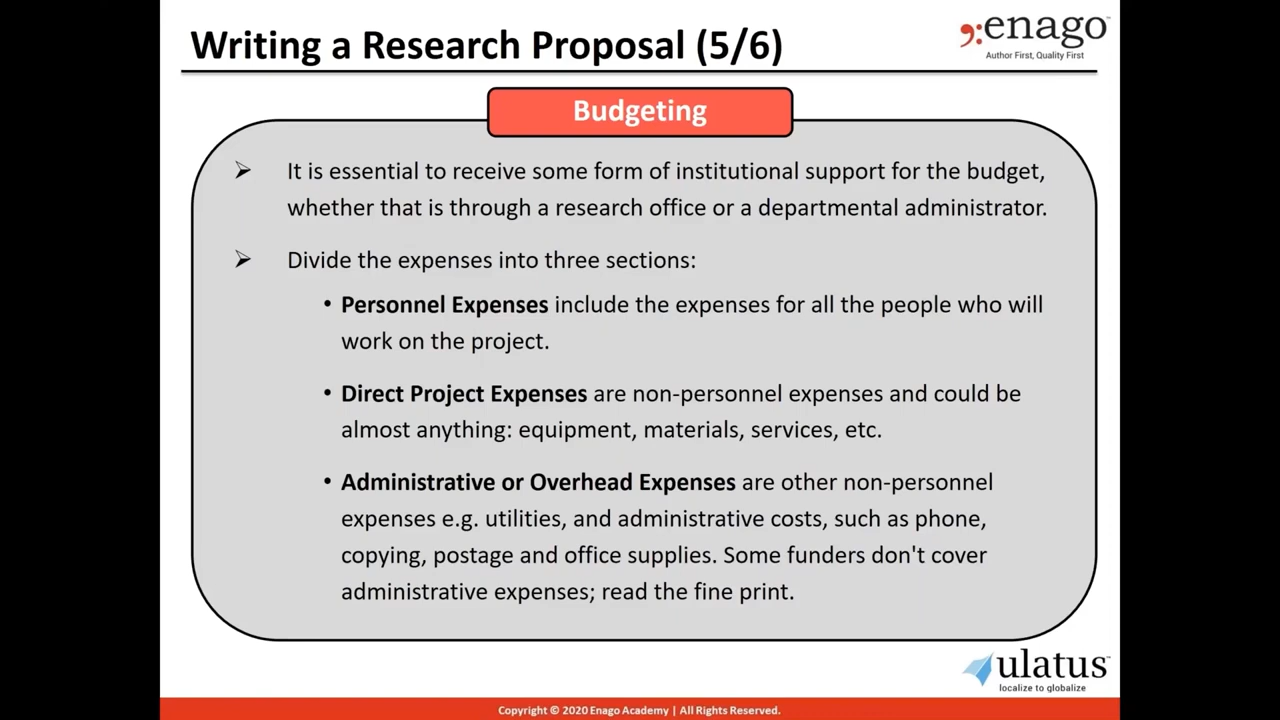 Writing a Research Proposal (5/6)
enago™
Author First, Quality First
Budgeting
➢ It is essential to receive some form of institutional support for the budget,
whether that is through a research office or a departmental administrator.
➢ Divide the expenses into three sections:
• Personnel Expenses include the expenses for all the people who will
work on the project.
• Direct Project Expenses are non-personnel expenses and could be
almost anything: equipment, materials, services, etc.
• Administrative or Overhead Expenses are other non-personnel
expenses e.g. utilities, and administrative costs, such as phone,
copying, postage and office supplies. Some funders don't cover
administrative expenses; read the fine print.
ulatus™
localize to globalize
Copyright © 2020 Enago Academy | All Rights Reserved.